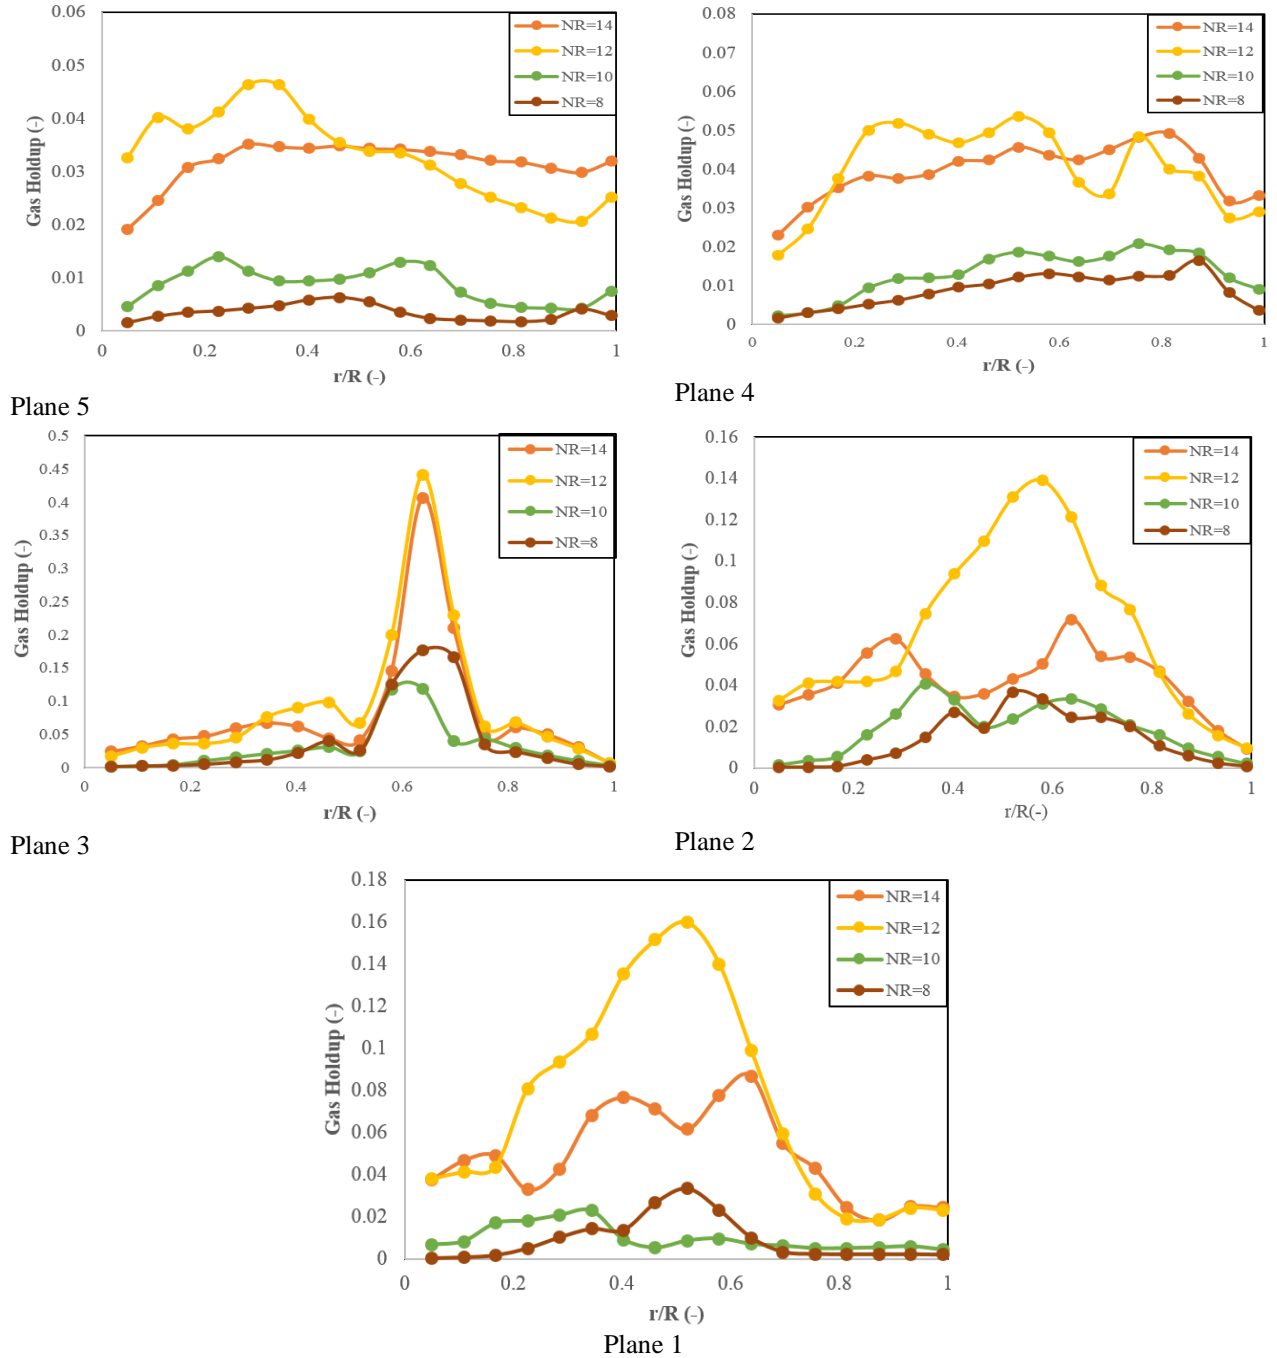 0.06
0.05
0.04
0.03
0.02
0.01
0
Gas Holdup (-)
NR=14
NR=12
NR=10
NR=8
0 0.2 0.4 0.6 0.8 1
r/R (-)
Plane 5
0.08
0.07
0.06
0.05
0.04
0.03
0.02
0.01
0
Gas Holdup (-)
NR=14
NR=12
NR=10
NR=8
0 0.2 0.4 0.6 0.8 1
r/R (-)
Plane 4
0.5
0.45
0.4
0.35
0.3
0.25
0.2
0.15
0.1
0.05
0
Gas Holdup (-)
NR=14
NR=12
NR=10
NR=8
0 0.2 0.4 0.6 0.8 1
r/R (-)
Plane 3
0.16
0.14
0.12
0.1
0.08
0.06
0.04
0.02
0
Gas Holdup (-)
NR=14
NR=12
NR=10
NR=8
0 0.2 0.4 0.6 0.8 1
r/R(-)
Plane 2
0.18
0.16
0.14
0.12
0.1
0.08
0.06
0.04
0.02
0
Gas Holdup (-)
NR=14
NR=12
NR=10
NR=8
0 0.2 0.4 0.6 0.8 1
r/R (-)
Plane 1